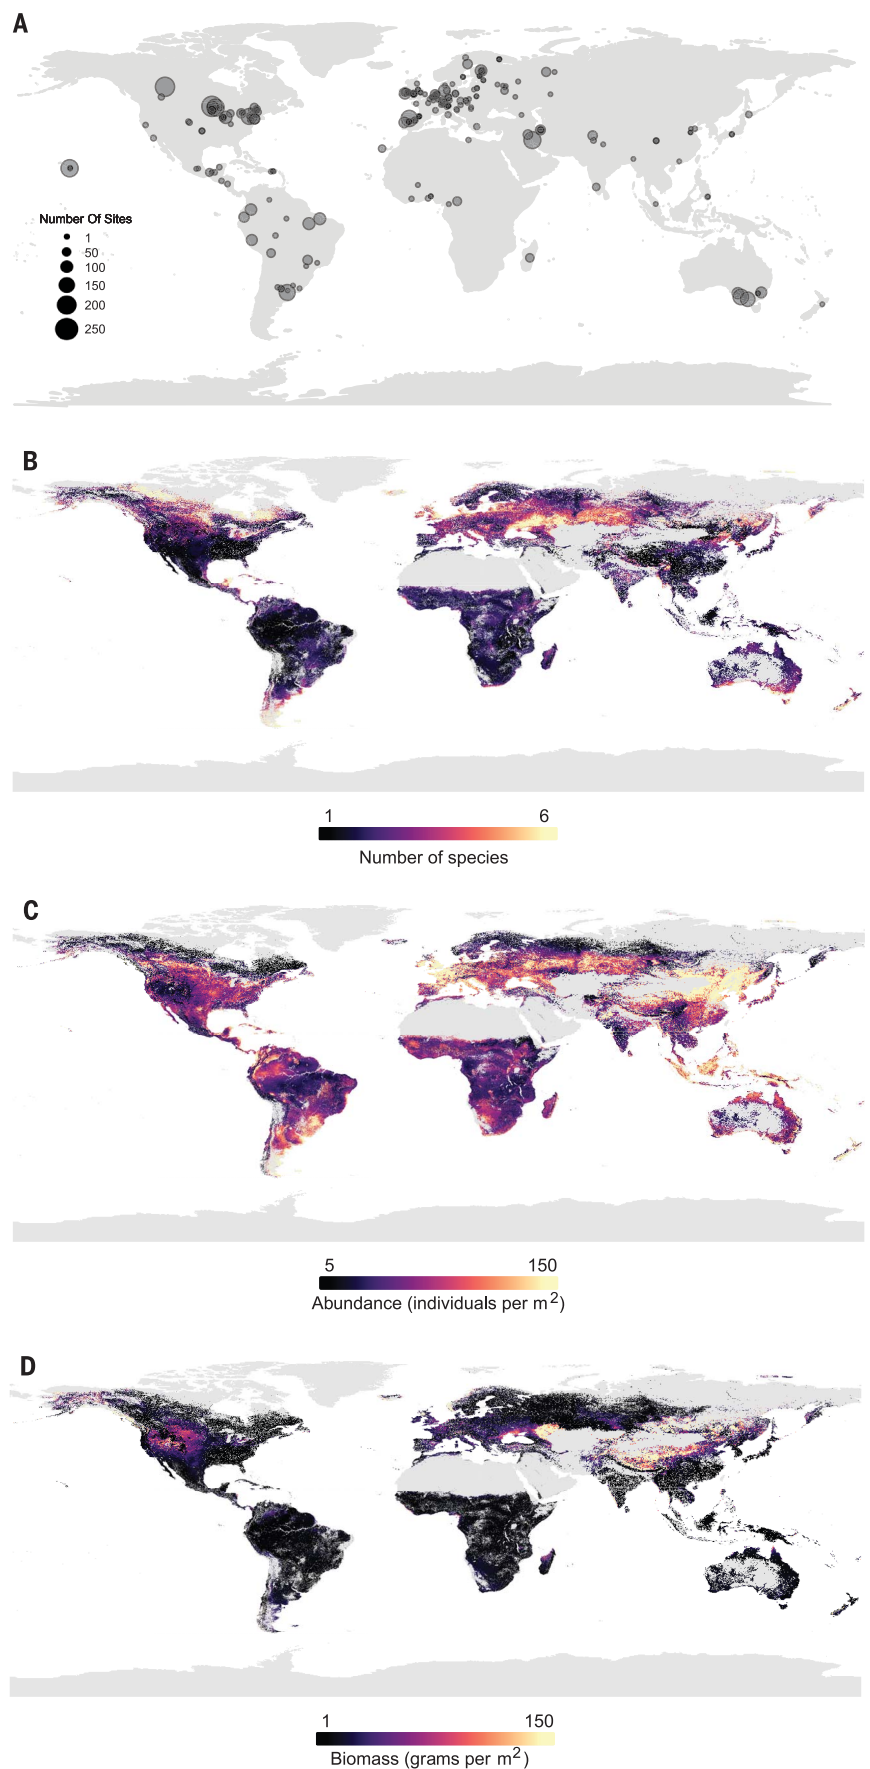 A
Number Of Sites
1
50
100
150
200
250
B
1 6
Number of species
C
5 150
Abundance (individuals per m2)
D
1 150
Biomass (grams per m2)